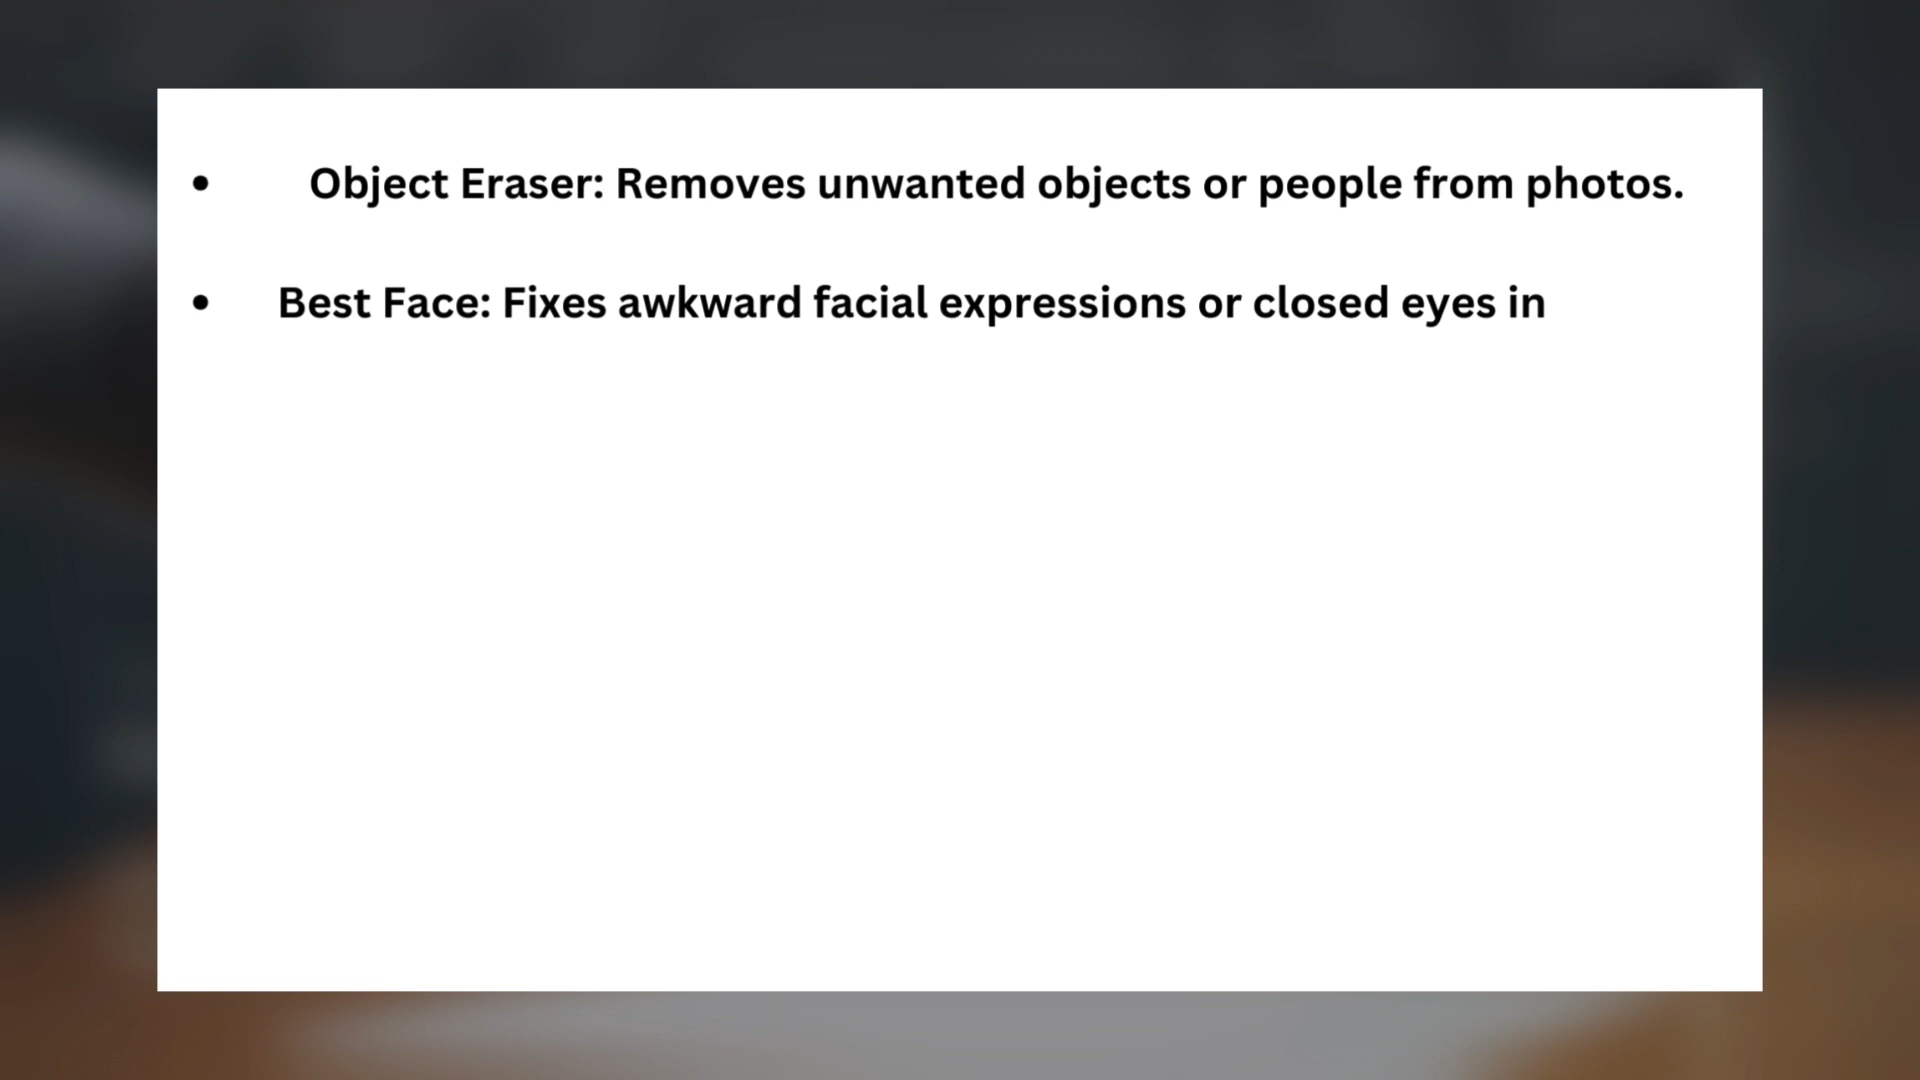 • Object Eraser: Removes unwanted objects or people from photos.
• Best Face: Fixes awkward facial expressions or closed eyes in